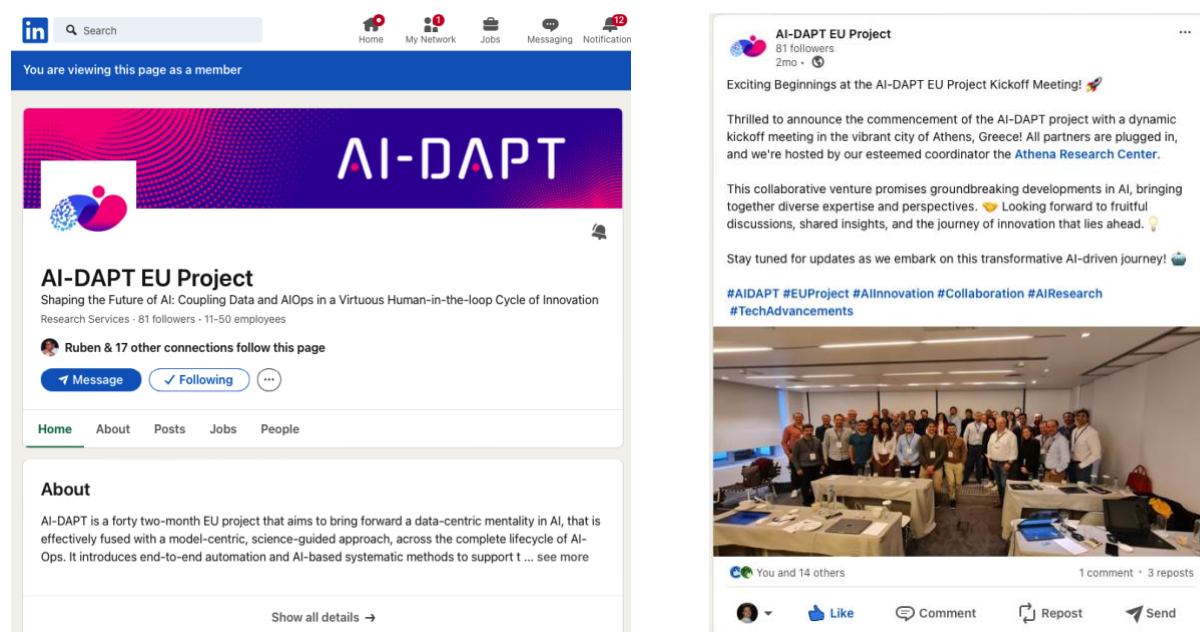 in
Search
Home
1
My Network
Jobs
Messaging
12
Notification
You are viewing this page as a member
AI-DAPT
AI-DAPT EU Project
Shaping the Future of AI: Coupling Data and AIOps in a Virtuous Human-in-the-loop Cycle of Innovation
Research Services · 81 followers · 11-50 employees
Ruben & 17 other connections follow this page
Message
Following
Home
About
Posts
Jobs
People
About
AI-DAPT is a forty two-month EU project that aims to bring forward a data-centric mentality in AI, that is
effectively fused with a model-centric, science-guided approach, across the complete lifecycle of AI-
Ops. It introduces end-to-end automation and AI-based systematic methods to support t ... see more
Show all details →
AI-DAPT EU Project
81 followers
2mo ·
Exciting Beginnings at the AI-DAPT EU Project Kickoff Meeting! 🚀
Thrilled to announce the commencement of the AI-DAPT project with a dynamic
kickoff meeting in the vibrant city of Athens, Greece! All partners are plugged in,
and we're hosted by our esteemed coordinator the Athena Research Center.
This collaborative venture promises groundbreaking developments in AI, bringing
together diverse expertise and perspectives. 🤝 Looking forward to fruitful
discussions, shared insights, and the journey of innovation that lies ahead. 💡
Stay tuned for updates as we embark on this transformative AI-driven journey! 🤖
#AIDAPT #EUProject #AIInnovation #Collaboration #AIResearch
#TechAdvancements
You and 14 others
1 comment · 3 reposts
Like
Comment
Repost
Send